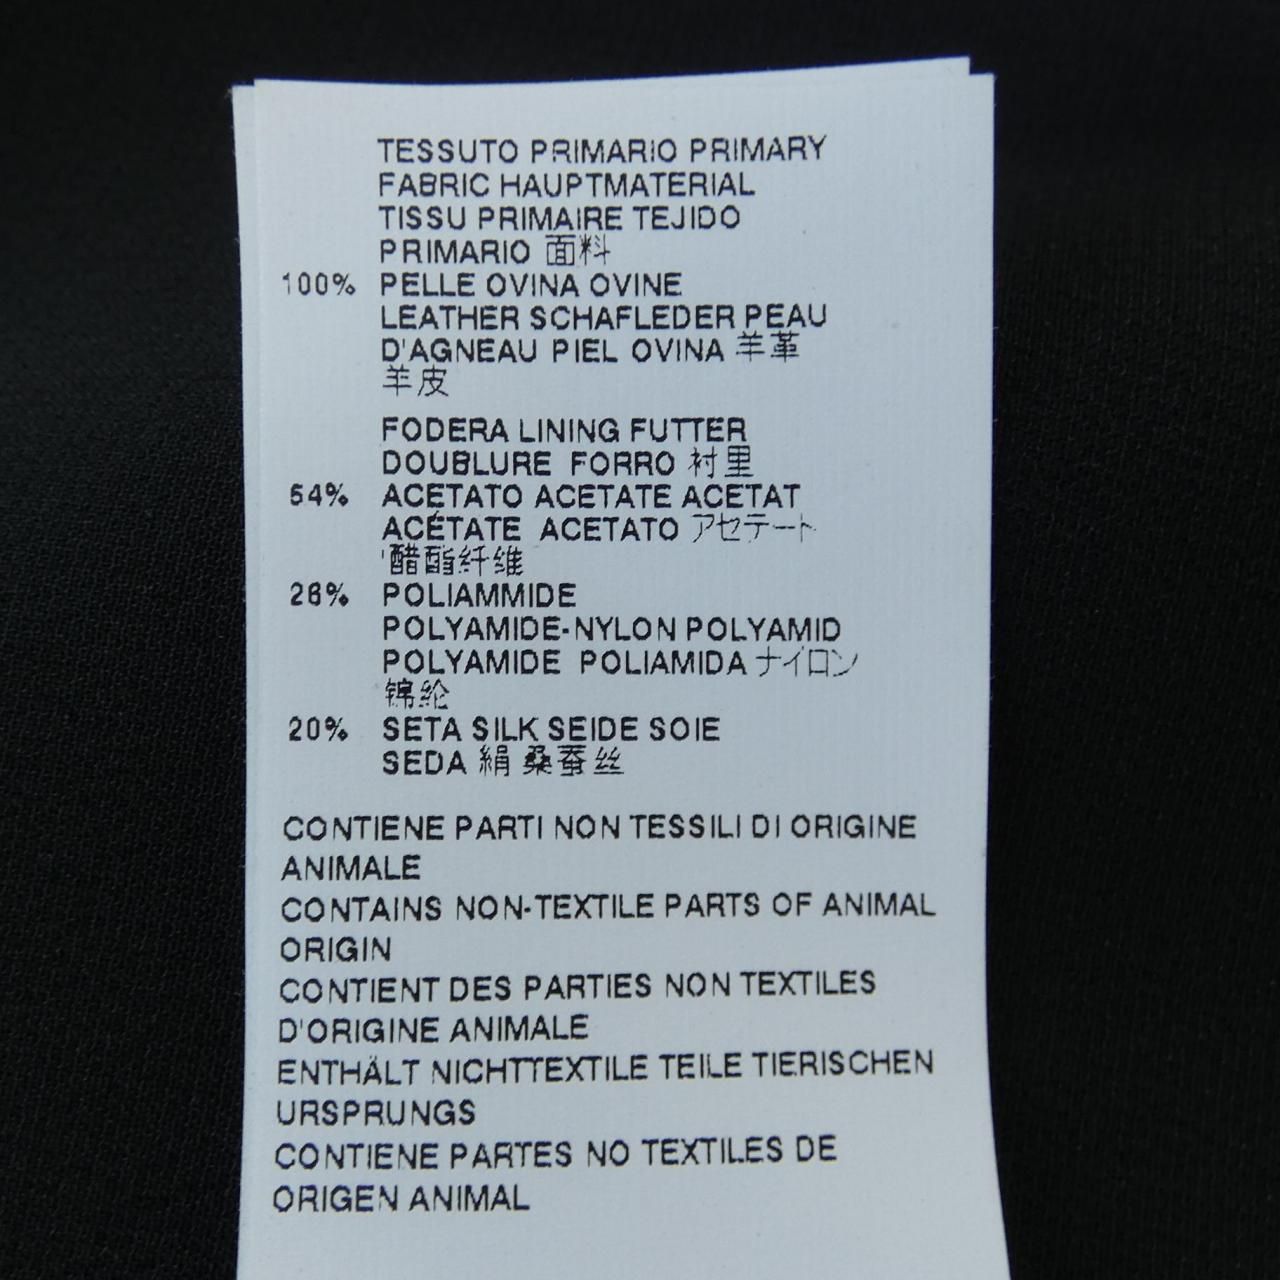 TESSUTO PRIMARIO PRIMARY
FABRIC HAUPTMATERIAL
TISSU PRIMAIRE TEJIDO
PRIMARIO 面料
100% PELLE OVINA OVINE
LEATHER SCHAFLEDER PEAU
D'AGNEAU PIEL OVINA 羊革
羊皮
FODERA LINING FUTTER
DOUBLURE FORRO 衬里
54% ACETATO ACETATE ACETAT
ACÉTATE ACETATO アセテート
醋酯纤维
26% POLIAMMIDE
POLYAMIDE-NYLON POLYAMID
POLYAMIDE POLIAMIDA ナイロン
锦纶
20% SETA SILK SEIDE SOIE
SEDA 絹 桑蚕丝
CONTIENE PARTI NON TESSILI DI ORIGINE
ANIMALE
CONTAINS NON-TEXTILE PARTS OF ANIMAL
ORIGIN
CONTIENT DES PARTIES NON TEXTILES
D'ORIGINE ANIMALE
ENTHÄLT NICHTTEXTILE TEILE TIERISCHEN
URSPRUNGS
CONTIENE PARTES NO TEXTILES DE
ORIGEN ANIMAL